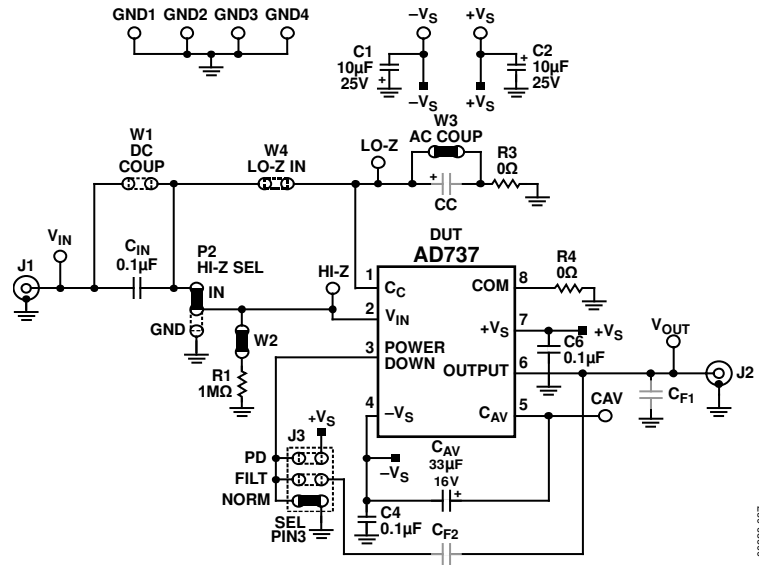 GND1 GND2 GND3 GND4
–VS +VS
C1
10µF
25V
C2
10µF
25V
–VS +VS
W1
DC
COUP
W4
LO-Z IN
LO-Z
W3
AC COUP
CC
R3
0Ω
VIN
J1
CIN
0.1µF
P2
HI-Z SEL
IN
GND
HI-Z
W2
R1
1MΩ
DUT
AD737
1 CC
2 VIN
3 POWER
DOWN
4 –VS
COM 8
+VS 7
OUTPUT 6
CAV 5
R4
0Ω
+VS
C6
0.1µF
VOUT
J2
CF1
CAV
–VS
CAV
33µF
16V
+VS
J3
PD
FILT
NORM
SEL
PIN3
C4
0.1µF
CF2